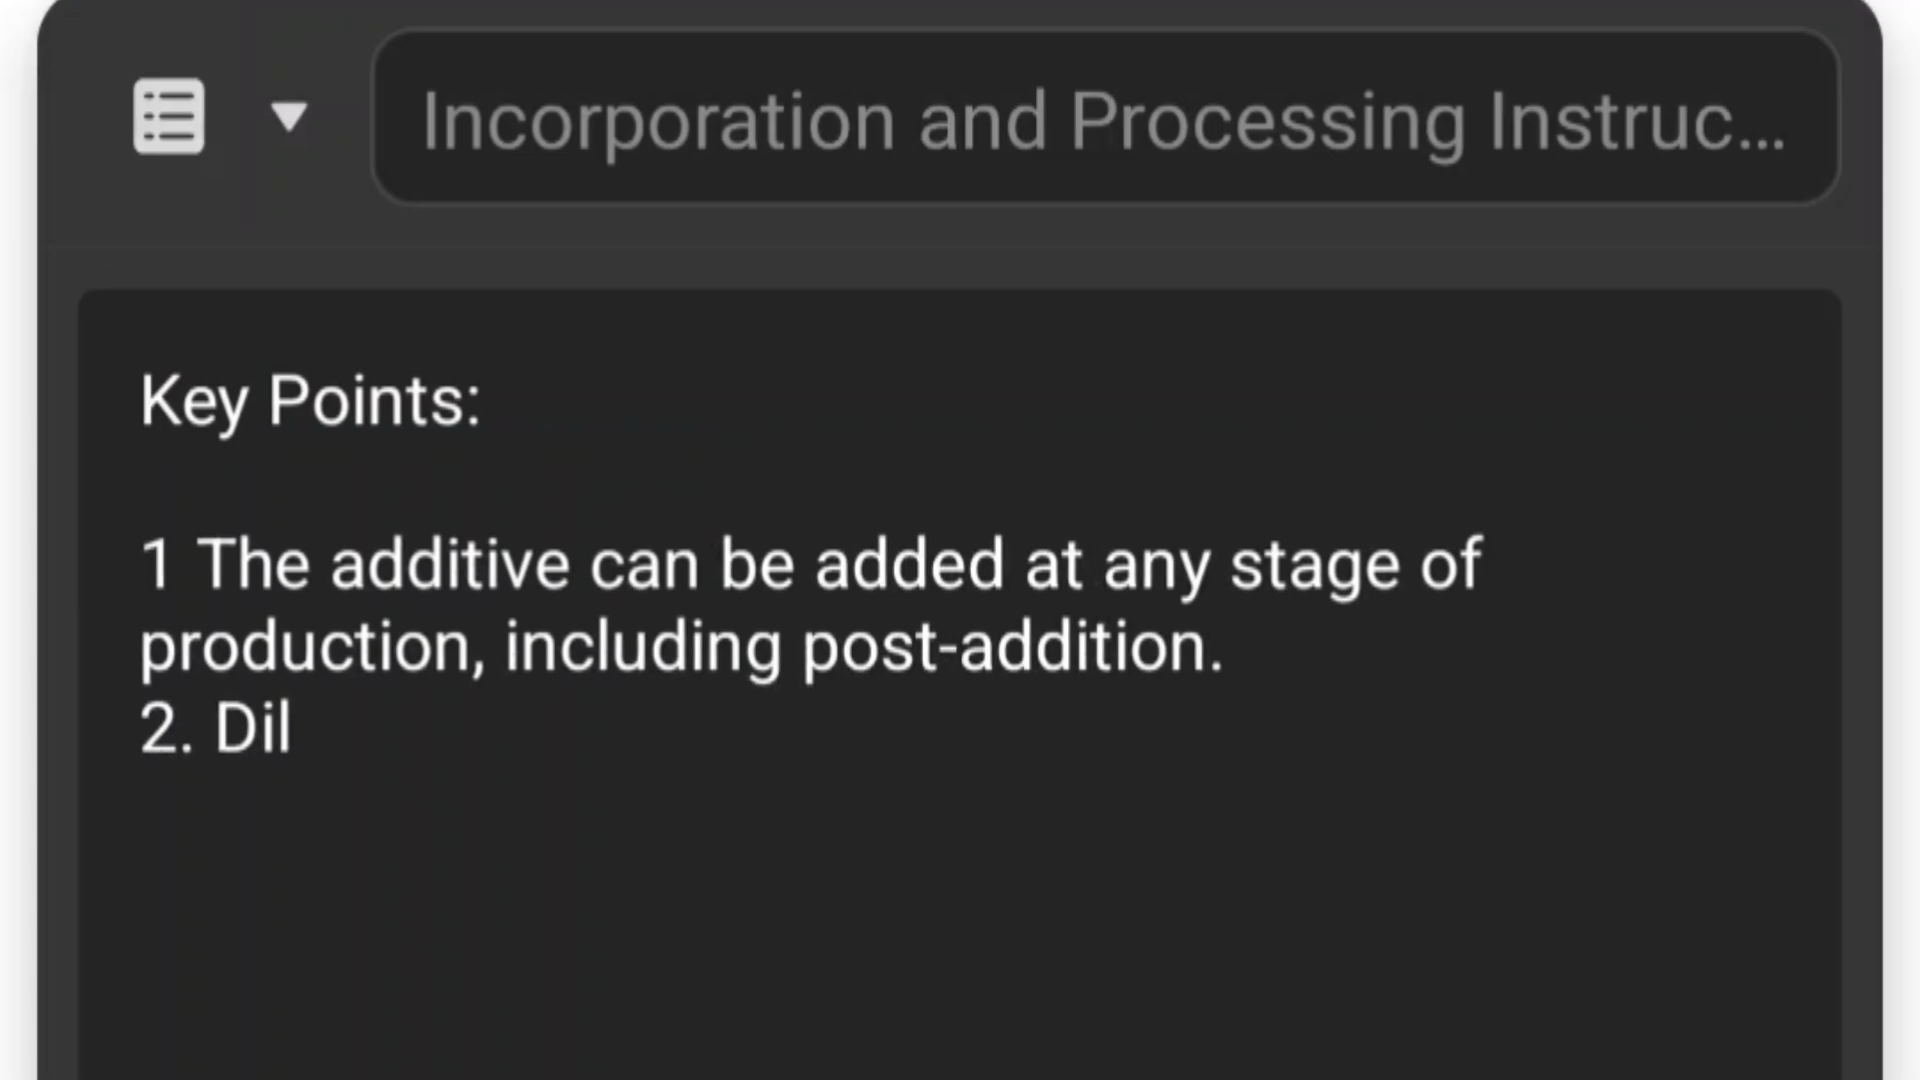 Incorporation and Processing Instruc...
Key Points:
1 The additive can be added at any stage of
production, including post-addition.
2. Dil